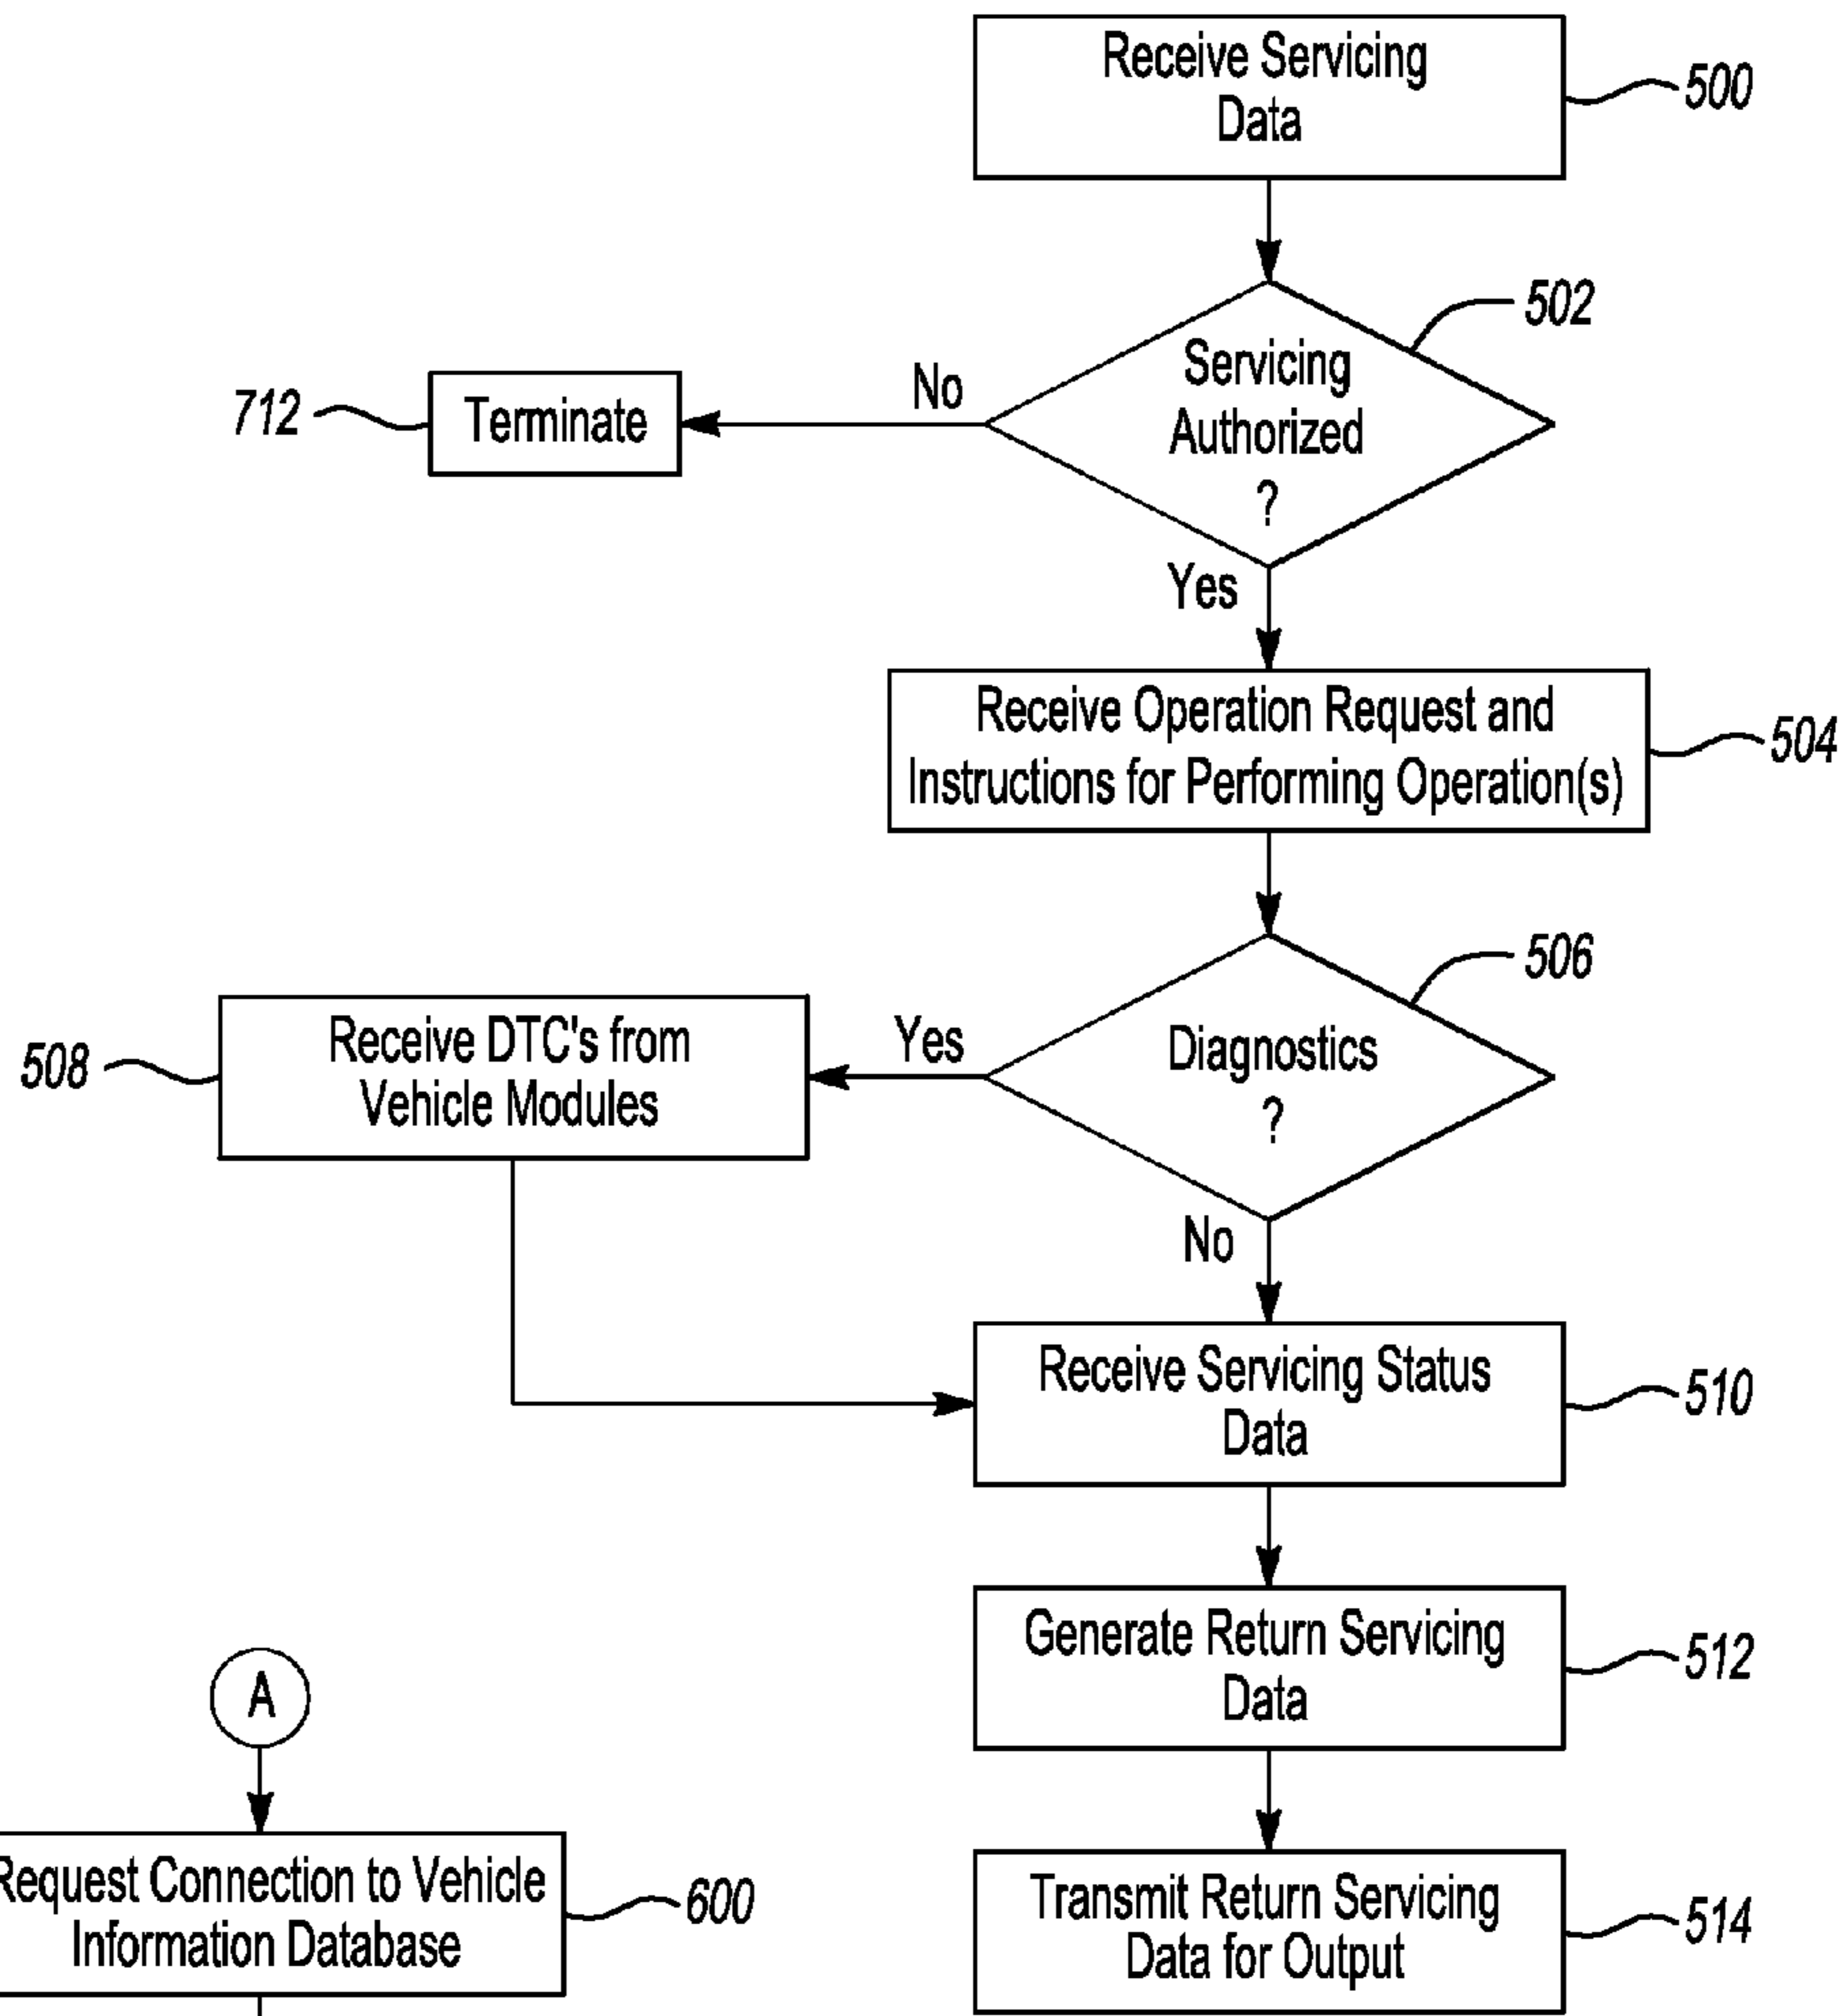 Receive Servicing
Data
500
502
Servicing
Authorized
?
No
712
Terminate
Yes
Receive Operation Request and
Instructions for Performing Operation(s)
504
506
Diagnostics
?
Yes
508
Receive DTC's from
Vehicle Modules
No
Receive Servicing Status
Data
510
Generate Return Servicing
Data
512
A
Request Connection to Vehicle
Information Database
600
Transmit Return Servicing
Data for Output
514